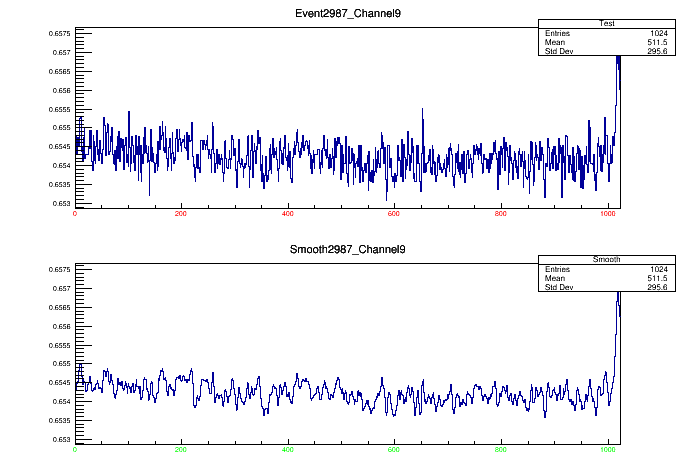 Event2987_Channel9
Test
Entries 1024
Mean 511.5
Std Dev 295.6
0.6575
0.657
0.6565
0.656
0.6555
0.655
0.6545
0.654
0.6535
0.653
0 200 400 600 800 1000
Smooth2987_Channel9
Smooth
Entries 1024
Mean 511.5
Std Dev 295.6
0.6575
0.657
0.6565
0.656
0.6555
0.655
0.6545
0.654
0.6535
0.653
0 200 400 600 800 1000